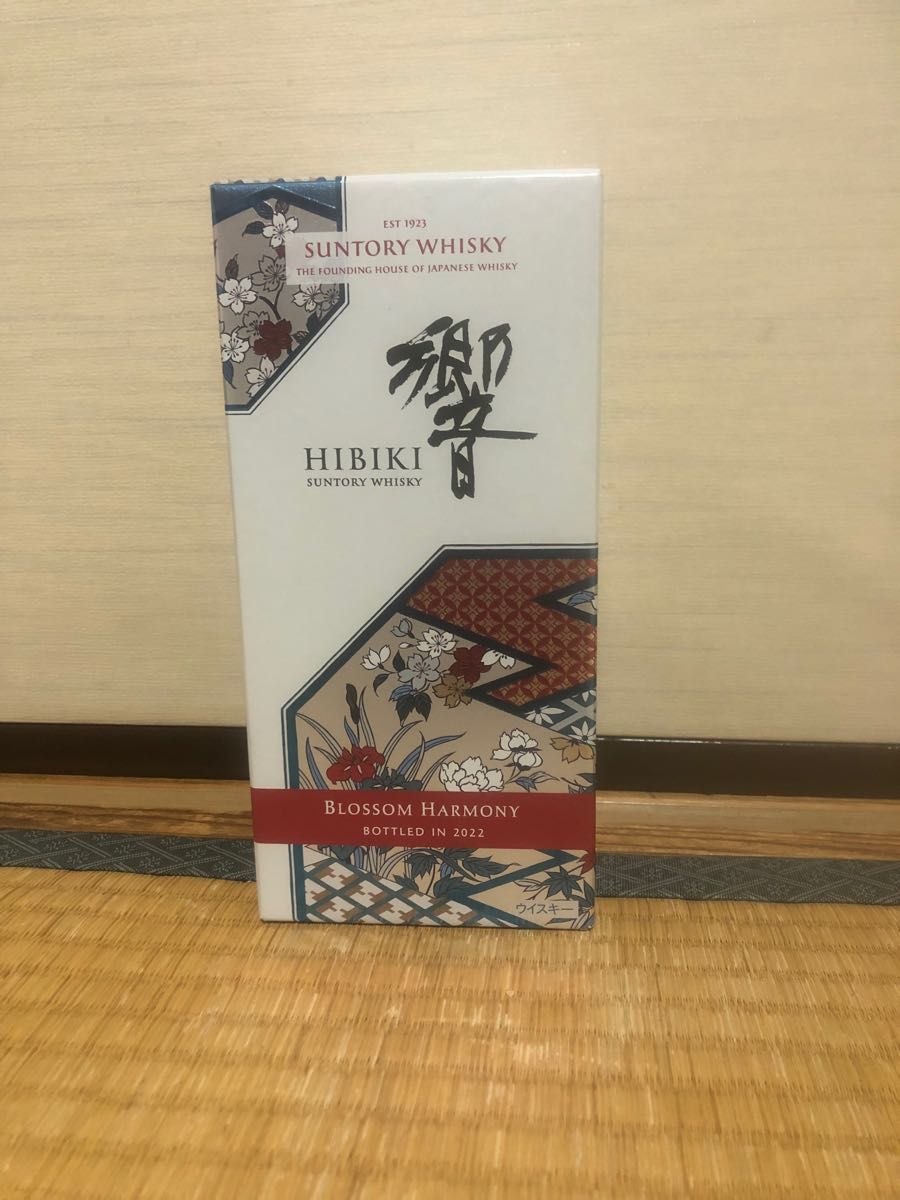 EST 1923
SUNTORY WHISKY
THE FOUNDING HOUSE OF JAPANESE WHISKY
響
HIBIKI
SUNTORY WHISKY
BLOSSOM HARMONY
BOTTLED IN 2022
ウイスキー